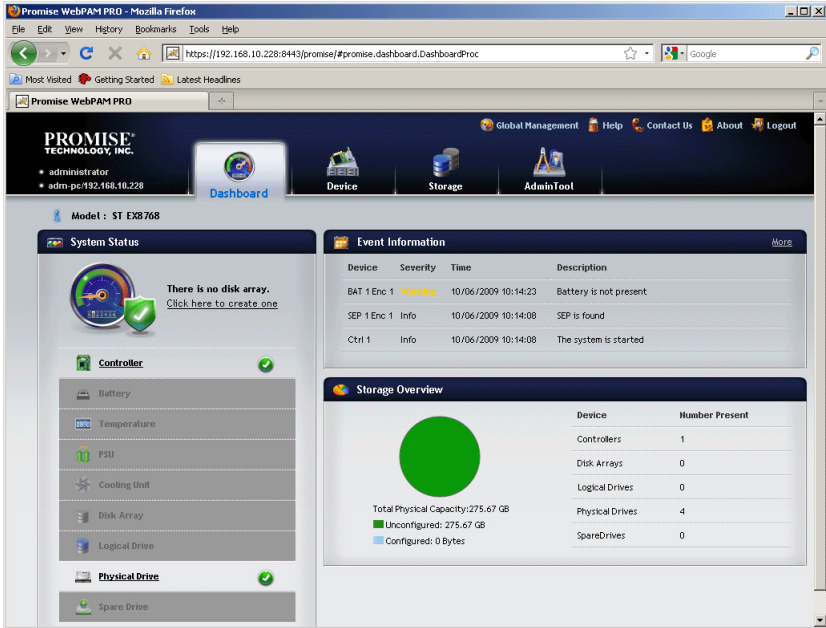 Promise WebPAM PRO - Mozilla Firefox
File Edit View History Bookmarks Tools Help
https://192.168.10.228:8443/promise/#promise.dashboard.DashboardProc
Google
Most Visited Getting Started Latest Headlines
Promise WebPAM PRO
Global Management Help Contact Us About Logout
PROMISE®
TECHNOLOGY, INC.
administrator
adm-pc/192.168.10.228
Dashboard Device Storage AdminTool
Model : ST EX8768
System Status
There is no disk array.
Click here to create one
Controller
Battery
Temperature
PSU
Cooling Unit
Disk Array
Logical Drive
Physical Drive
Spare Drive
Event Information More
Device Severity Time Description
BAT 1 Enc 1 Warning 10/06/2009 10:14:23 Battery is not present
SEP 1 Enc 1 Info 10/06/2009 10:14:08 SEP is found
Ctrl 1 Info 10/06/2009 10:14:08 The system is started
Storage Overview
Total Physical Capacity:275.67 GB
Unconfigured: 275.67 GB
Configured: 0 Bytes
Device Number Present
Controllers 1
Disk Arrays 0
Logical Drives 0
Physical Drives 4
SpareDrives 0